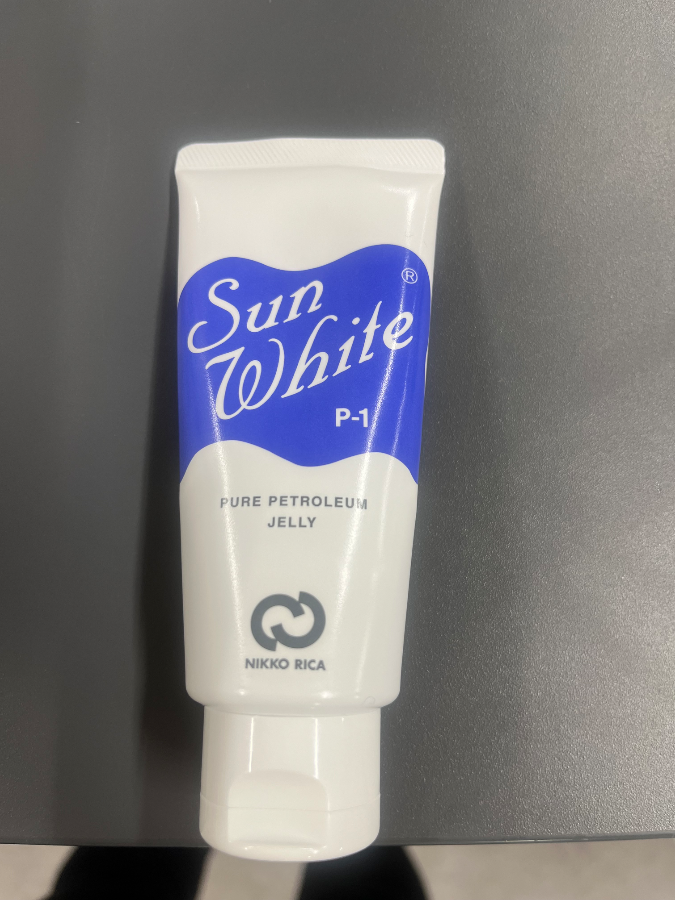 Sun
White
®
P-1
PURE PETROLEUM
JELLY
NIKKO RICA